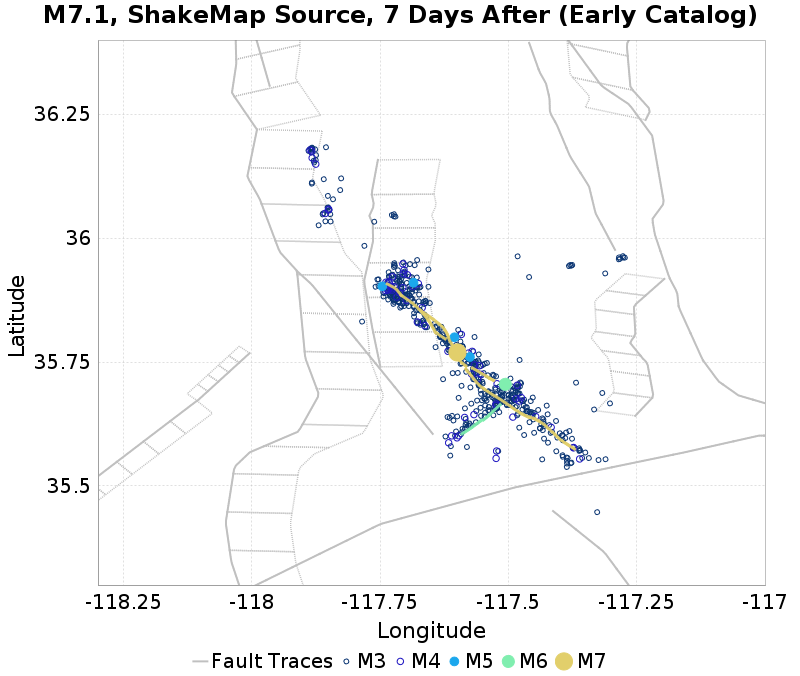 M7.1, ShakeMap Source, 7 Days After (Early Catalog)
36.25
36
35.75
35.5
Latitude
-118.25 -118 -117.75 -117.5 -117.25 -117
Longitude
Fault Traces M3 M4 M5 M6 M7